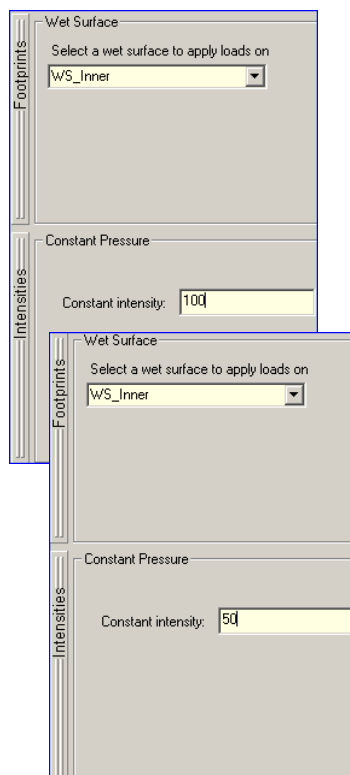 Footprints
Wet Surface
Select a wet surface to apply loads on
WS_Inner
Intensities
Constant Pressure
Constant intensity: 100
Footprints
Wet Surface
Select a wet surface to apply loads on
WS_Inner
Intensities
Constant Pressure
Constant intensity: 50